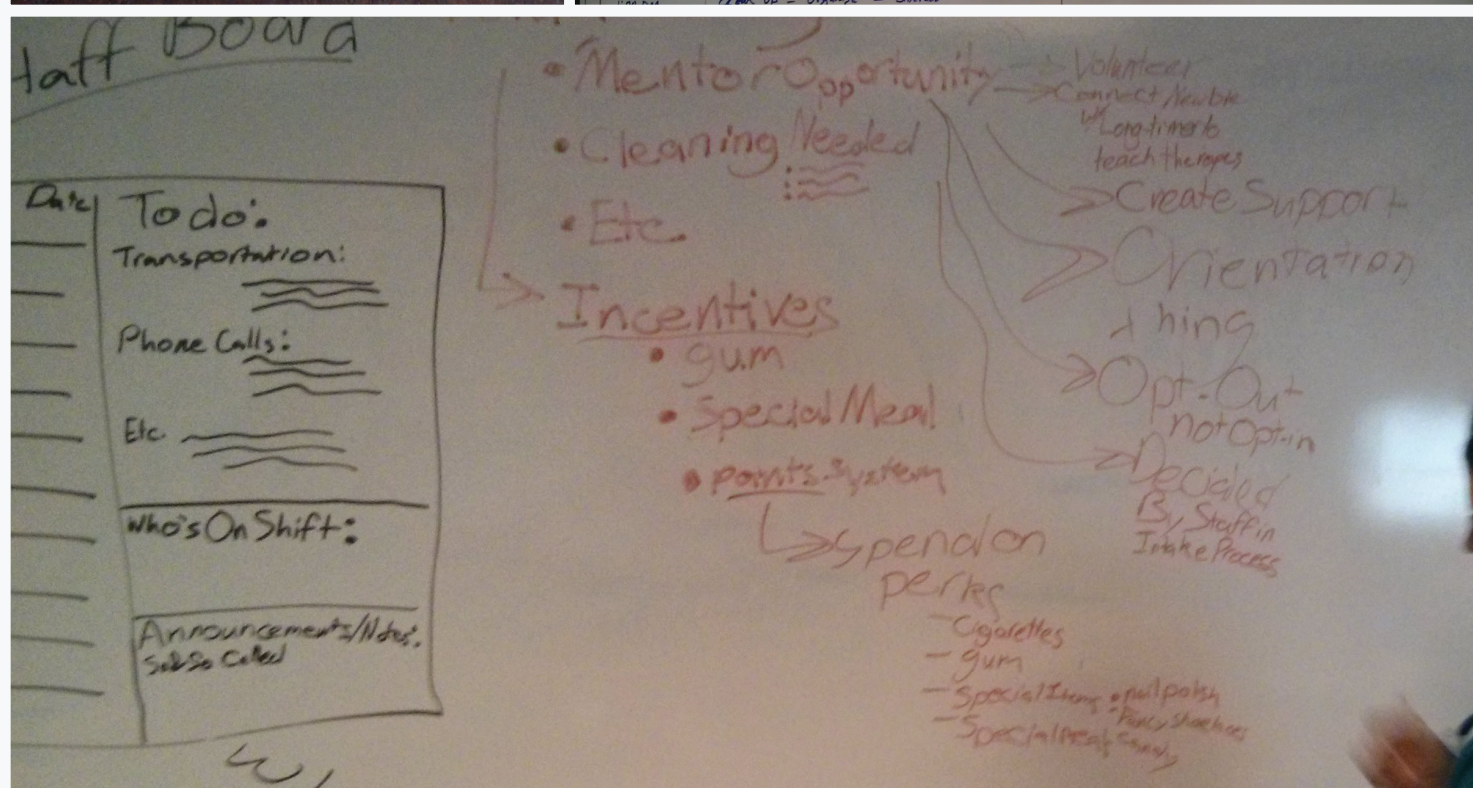 Staff Board
Date
To do:
Transportation:
Phone Calls:
Etc.
Who's On Shift:
Announcements/Notes:
So & So Called
• Mentor Opportunity
• Cleaning Needed
• Etc.
Incentives
• gum
• Special Meal
• points system
Spend on
perks
- Cigarettes
- gum
- Special Items • nail polish
• Fancy Shoelaces
- Special treat
Volunteer
Connect Newbie
w/ Longtimer to
teach the ropes
Create Support
Orientation
thing
Opt-Out
not Opt-in
Decided
By Staff in
Intake Process